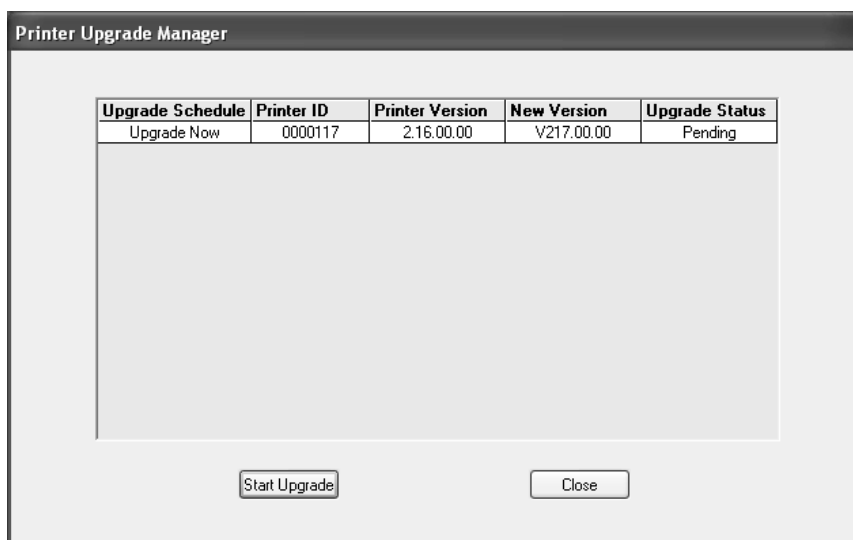 Printer Upgrade Manager
Upgrade Schedule Printer ID Printer Version New Version Upgrade Status
Upgrade Now 0000117 2.16.00.00 V217.00.00 Pending
Start Upgrade Close